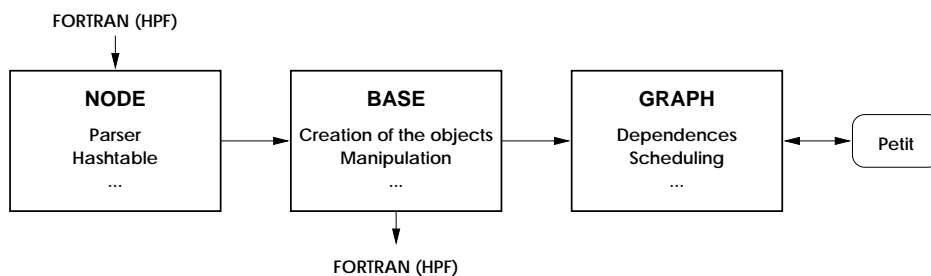 FORTRAN (HPF)
NODE
Parser
Hashtable
...
BASE
Creation of the objects
Manipulation
...
GRAPH
Dependences
Scheduling
...
Petit
FORTRAN (HPF)